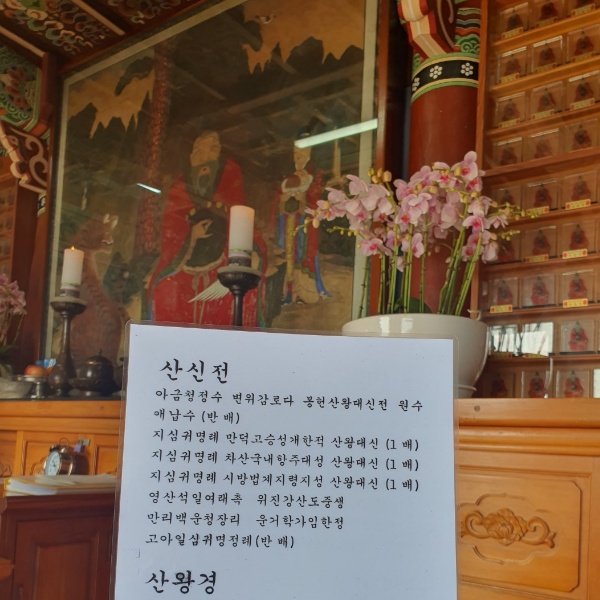 산신전
아금청정수 변위감로다 봉헌산왕대신전 원수
애납수 (반 배)
지심귀명례 만덕고승성개한적 산왕대신 (1 배)
지심귀명례 차산국내항주대성 산왕대신 (1 배)
지심귀명례 시방법계지령지성 산왕대신 (1 배)
영산석일여래촉 위진강산도중생
만리백운청장리 운거학가임한정
고아일심귀명정례(반 배)
산왕경